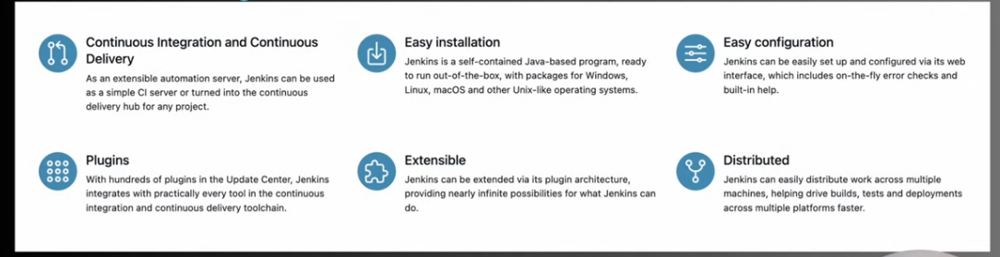 Continuous Integration and Continuous
Delivery
As an extensible automation server, Jenkins can be used
as a simple CI server or turned into the continuous
delivery hub for any project.
Easy installation
Jenkins is a self-contained Java-based program, ready
to run out-of-the-box, with packages for Windows,
Linux, macOS and other Unix-like operating systems.
Easy configuration
Jenkins can be easily set up and configured via its web
interface, which includes on-the-fly error checks and
built-in help.
Plugins
With hundreds of plugins in the Update Center, Jenkins
integrates with practically every tool in the continuous
integration and continuous delivery toolchain.
Extensible
Jenkins can be extended via its plugin architecture,
providing nearly infinite possibilities for what Jenkins can
do.
Distributed
Jenkins can easily distribute work across multiple
machines, helping drive builds, tests and deployments
across multiple platforms faster.